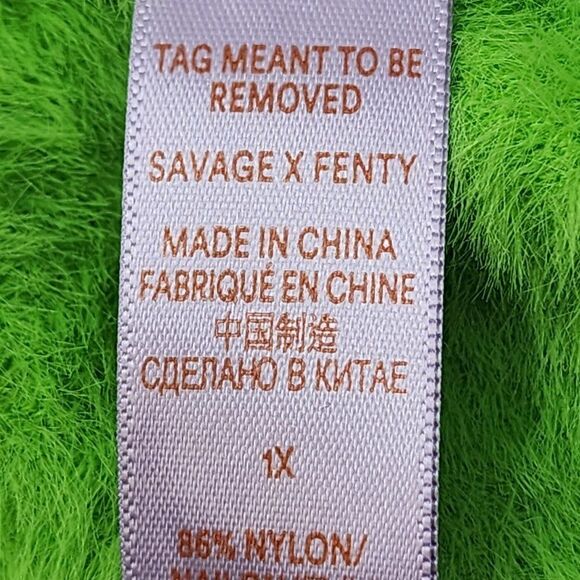 TAG MEANT TO BE
REMOVED
SAVAGE X FENTY
MADE IN CHINA
FABRIQUÉ EN CHINE
中国制造
СДЕЛАНО В КИТАЕ
1X
86% NYLON/